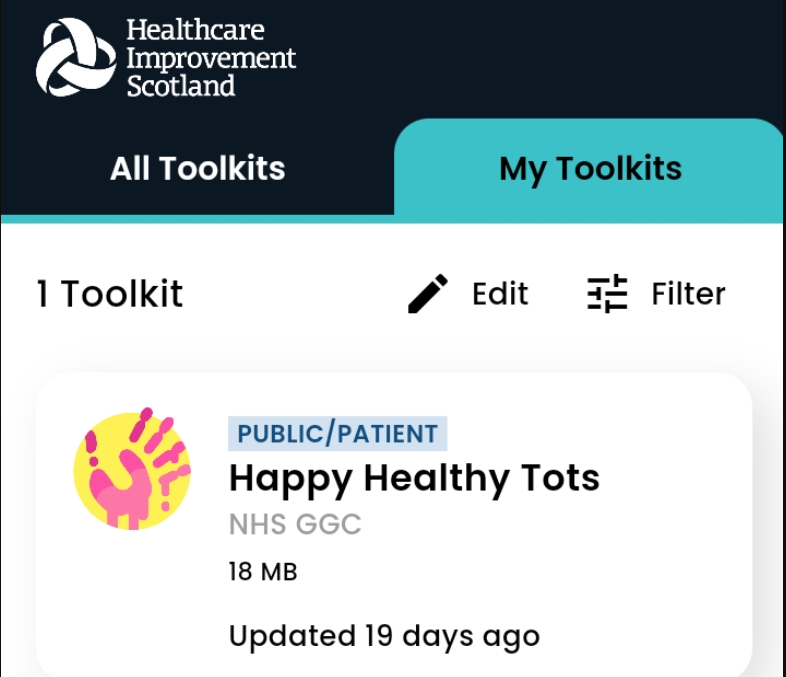 Healthcare
Improvement
Scotland
All Toolkits
My Toolkits
1 Toolkit
Edit
Filter
PUBLIC/PATIENT
Happy Healthy Tots
NHS GGC
18 MB
Updated 19 days ago